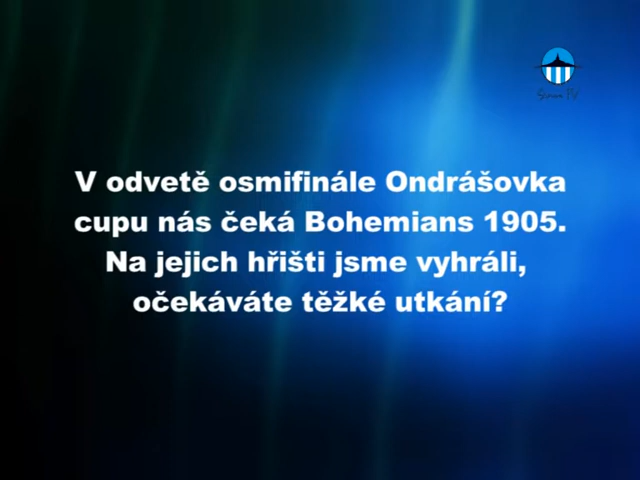 V odvetě osmifinále Ondrášovka
cupu nás čeká Bohemians 1905.
Na jejich hřišti jsme vyhráli,
očekáváte těžké utkání?